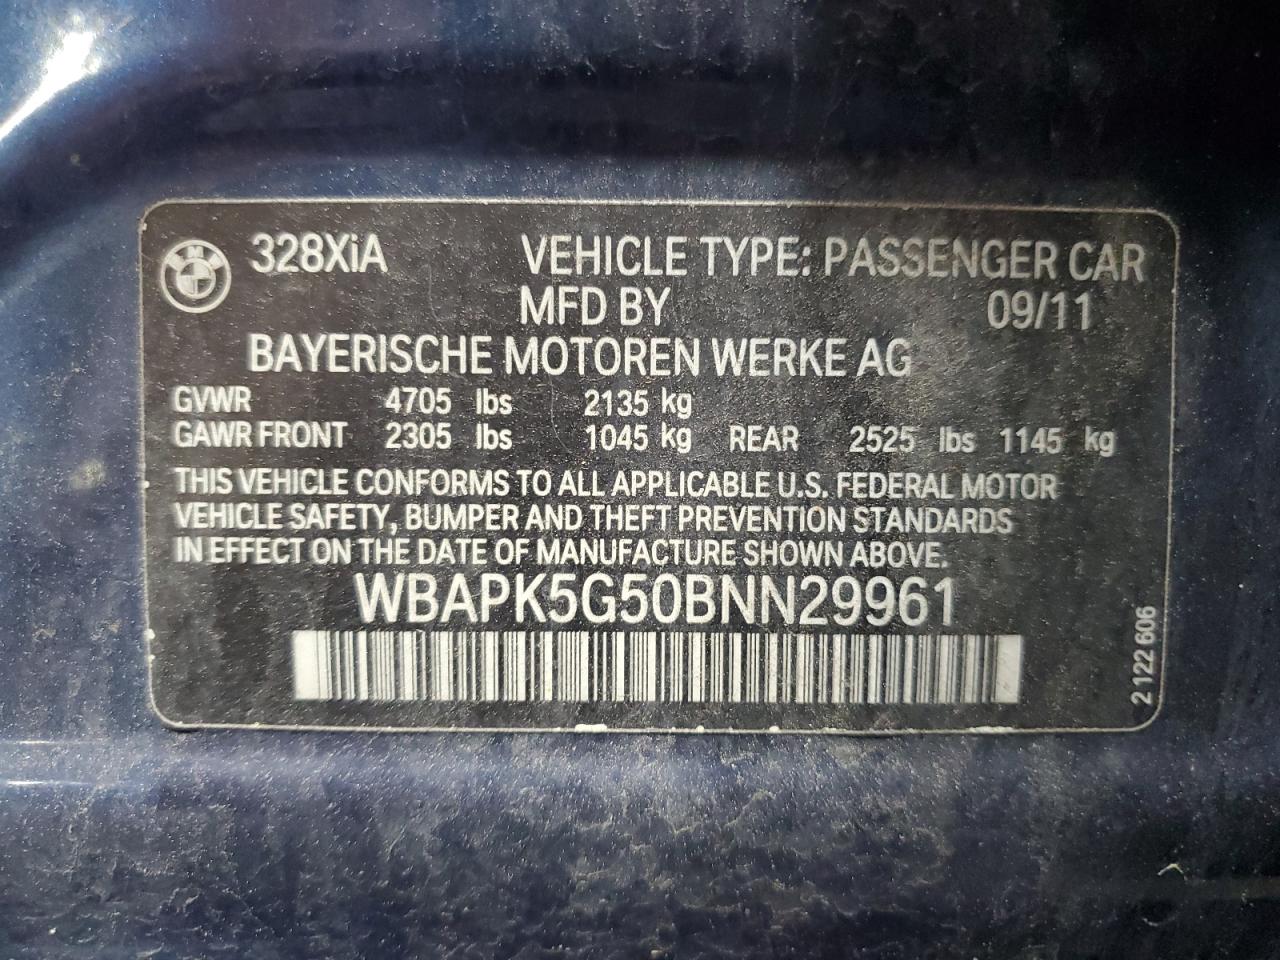 BMW 328XiA VEHICLE TYPE: PASSENGER CAR
MFD BY 09/11
BAYERISCHE MOTOREN WERKE AG
GVWR 4705 lbs 2135 kg
GAWR FRONT 2305 lbs 1045 kg REAR 2525 lbs 1145 kg
THIS VEHICLE CONFORMS TO ALL APPLICABLE U.S. FEDERAL MOTOR
VEHICLE SAFETY, BUMPER AND THEFT PREVENTION STANDARDS
IN EFFECT ON THE DATE OF MANUFACTURE SHOWN ABOVE.
WBAPK5G50BNN29961
2 122 606